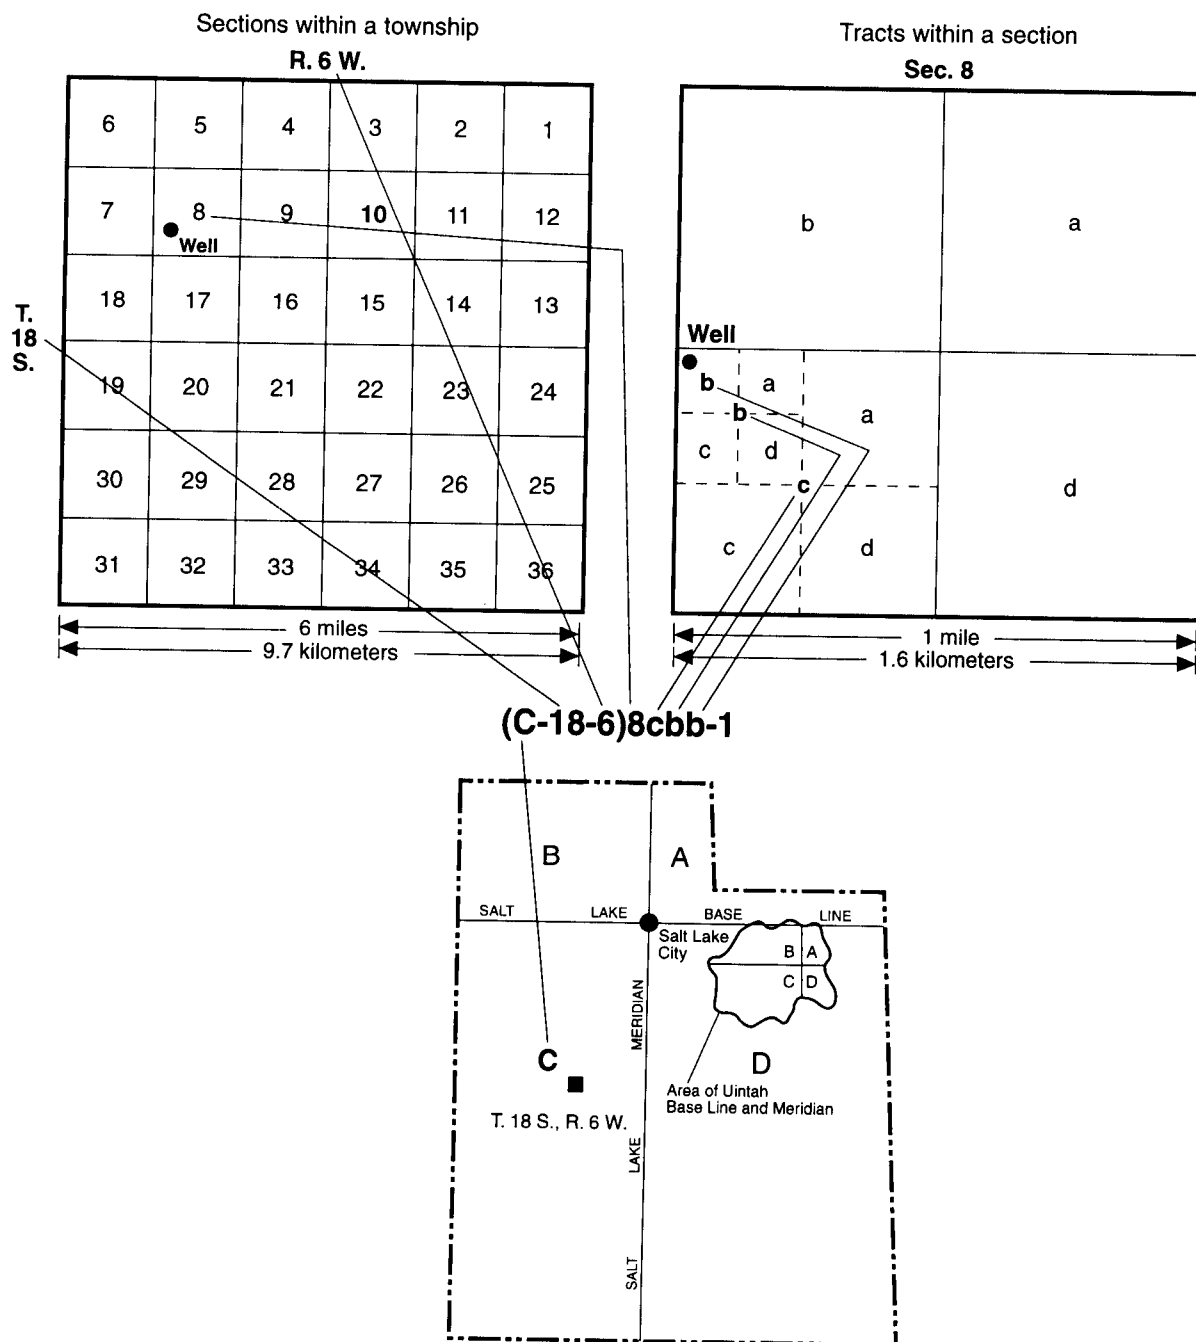 Sections within a township
R. 6 W.
6 5 4 3 2 1
7 8 9 10 11 12
Well
18 17 16 15 14 13
19 20 21 22 23 24
30 29 28 27 26 25
31 32 33 34 35 36
T.
18
S.
6 miles
9.7 kilometers
Tracts within a section
Sec. 8
b a
Well
b a
b a
c d
c d
c d
1 mile
1.6 kilometers
(C-18-6)8cbb-1
B A
SALT LAKE BASE LINE
Salt Lake
City
B A
C D
MERIDIAN
C
D
Area of Uintah
Base Line and Meridian
T. 18 S., R. 6 W.
LAKE
SALT